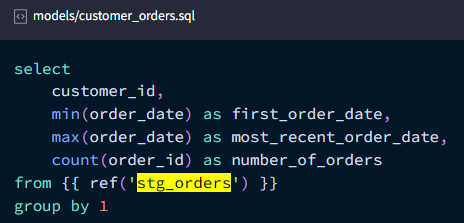 models/customer_orders.sql
select
    customer_id,
    min(order_date) as first_order_date,
    max(order_date) as most_recent_order_date,
    count(order_id) as number_of_orders
from {{ ref('stg_orders') }}
group by 1